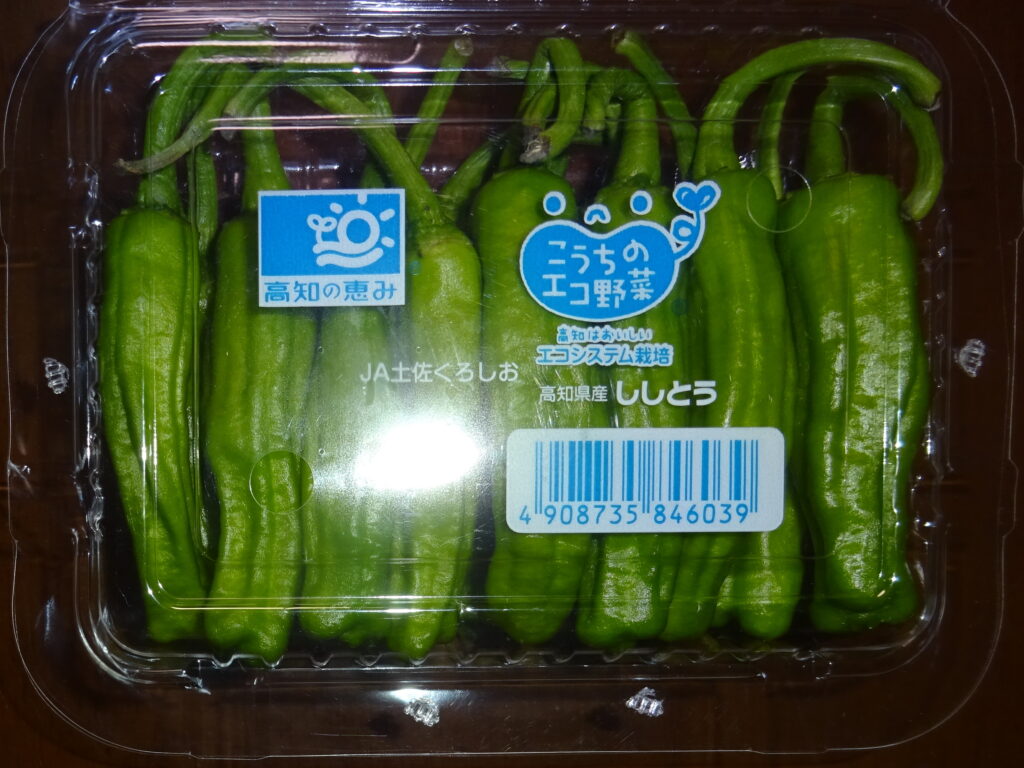 高知の恵み
こうちの
エコ野菜
高知はおいしい
エコシステム栽培
JA土佐くろしお
高知県産 ししとう
4 908735 846039